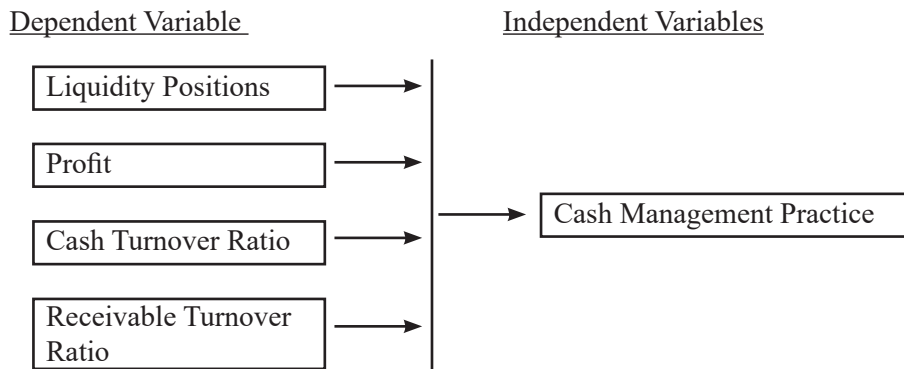 Dependent Variable
Independent Variables
Liquidity Positions
Profit
Cash Turnover Ratio
Cash Management Practice
Receivable Turnover
Ratio